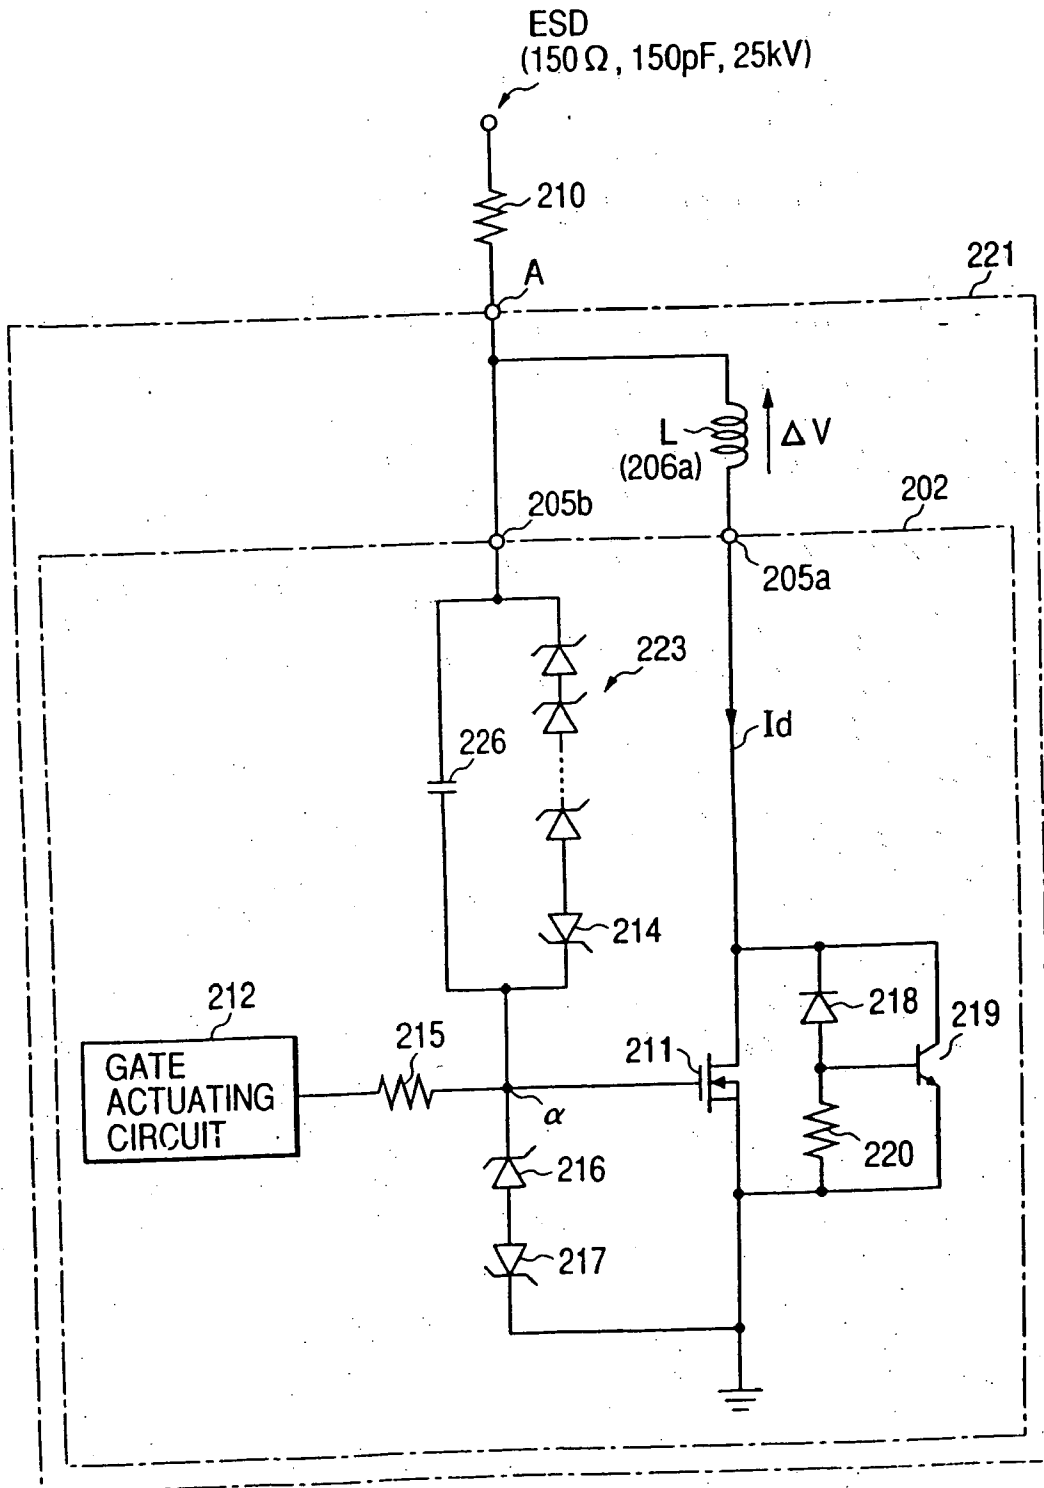 ESD
(150Ω, 150pF, 25kV)
210
A
221
L
(206a)
ΔV
205b
202
205a
223
Id
226
214
212
GATE
ACTUATING
CIRCUIT
215
α
211
218
219
216
220
217